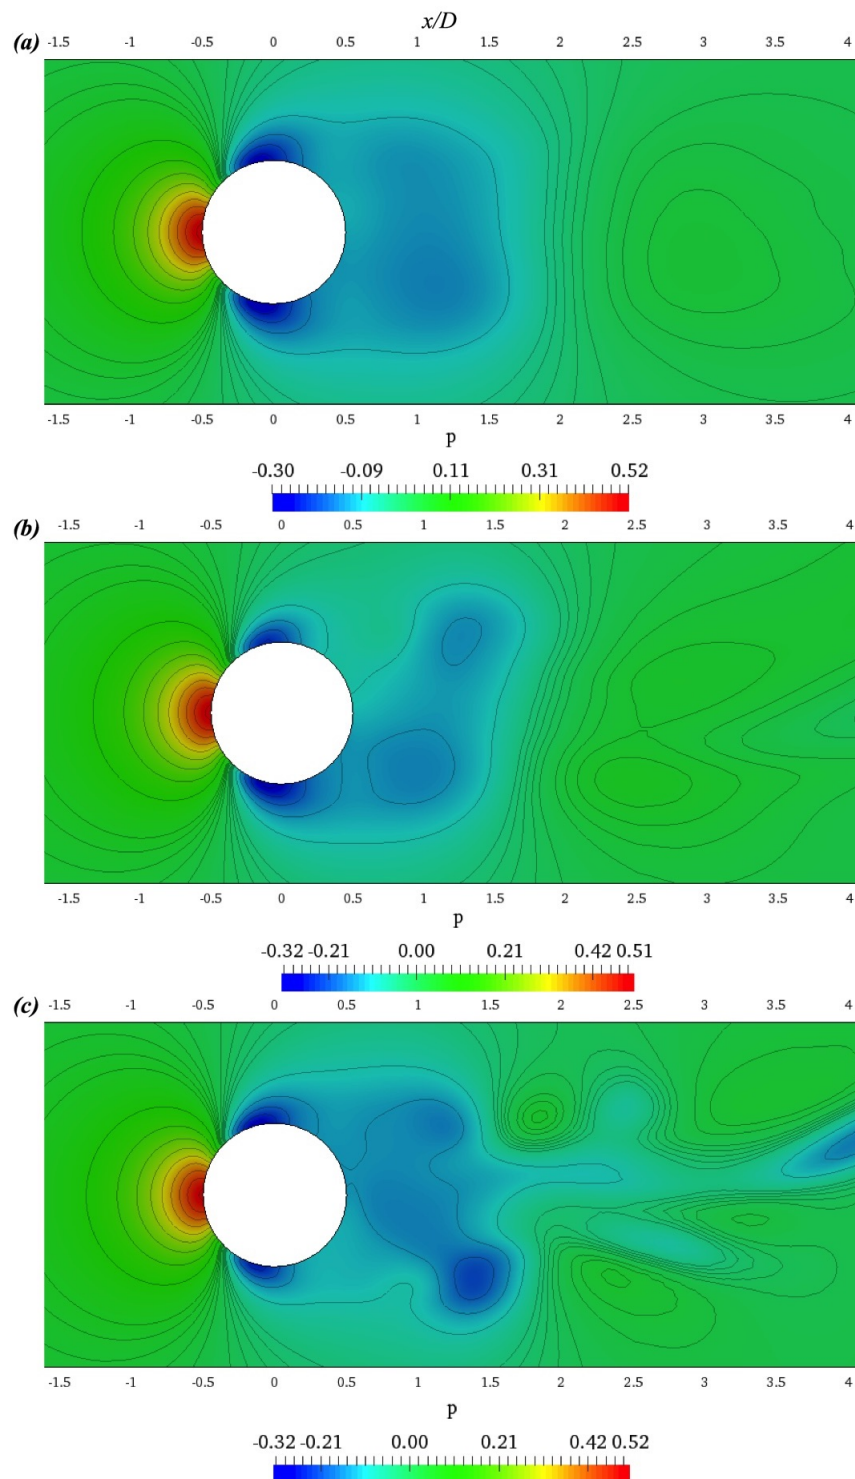 x/D
(a) -1.5 -1 -0.5 0 0.5 1 1.5 2 2.5 3 3.5 4
-1.5 -1 -0.5 0 0.5 1 1.5 2 2.5 3 3.5 4
p
-0.30 -0.09 0.11 0.31 0.52
(b) -1.5 -1 -0.5 0 0.5 1 1.5 2 2.5 3 3.5 4
-1.5 -1 -0.5 0 0.5 1 1.5 2 2.5 3 3.5 4
p
-0.32 -0.21 0.00 0.21 0.42 0.51
(c) -1.5 -1 -0.5 0 0.5 1 1.5 2 2.5 3 3.5 4
-1.5 -1 -0.5 0 0.5 1 1.5 2 2.5 3 3.5 4
p
-0.32 -0.21 0.00 0.21 0.42 0.52